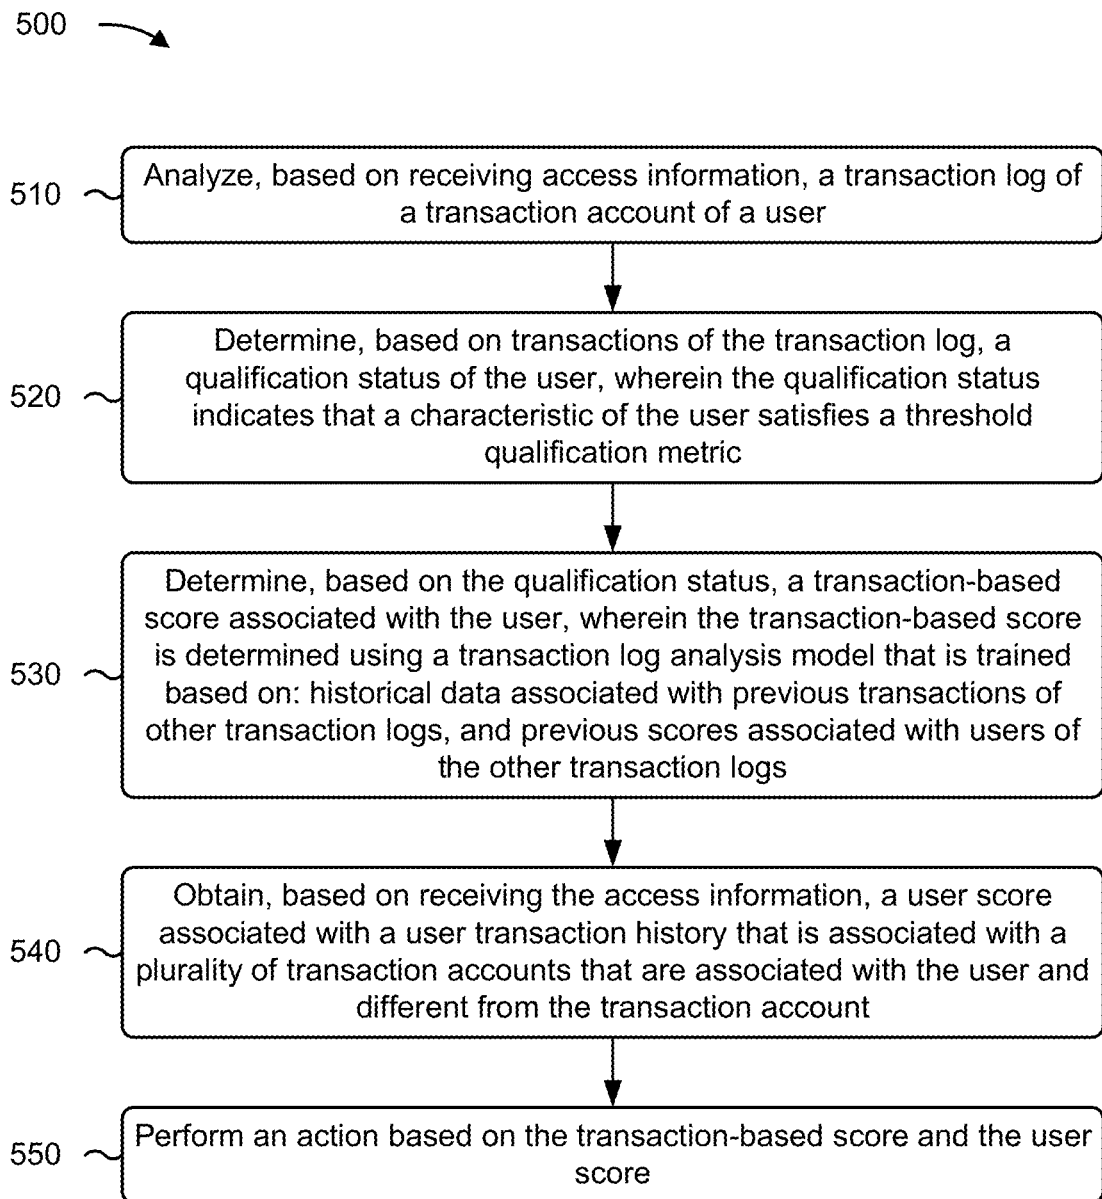 500
510
Analyze, based on receiving access information, a transaction log of
a transaction account of a user
520
Determine, based on transactions of the transaction log, a
qualification status of the user, wherein the qualification status
indicates that a characteristic of the user satisfies a threshold
qualification metric
530
Determine, based on the qualification status, a transaction-based
score associated with the user, wherein the transaction-based score
is determined using a transaction log analysis model that is trained
based on: historical data associated with previous transactions of
other transaction logs, and previous scores associated with users of
the other transaction logs
540
Obtain, based on receiving the access information, a user score
associated with a user transaction history that is associated with a
plurality of transaction accounts that are associated with the user and
different from the transaction account
550
Perform an action based on the transaction-based score and the user
score